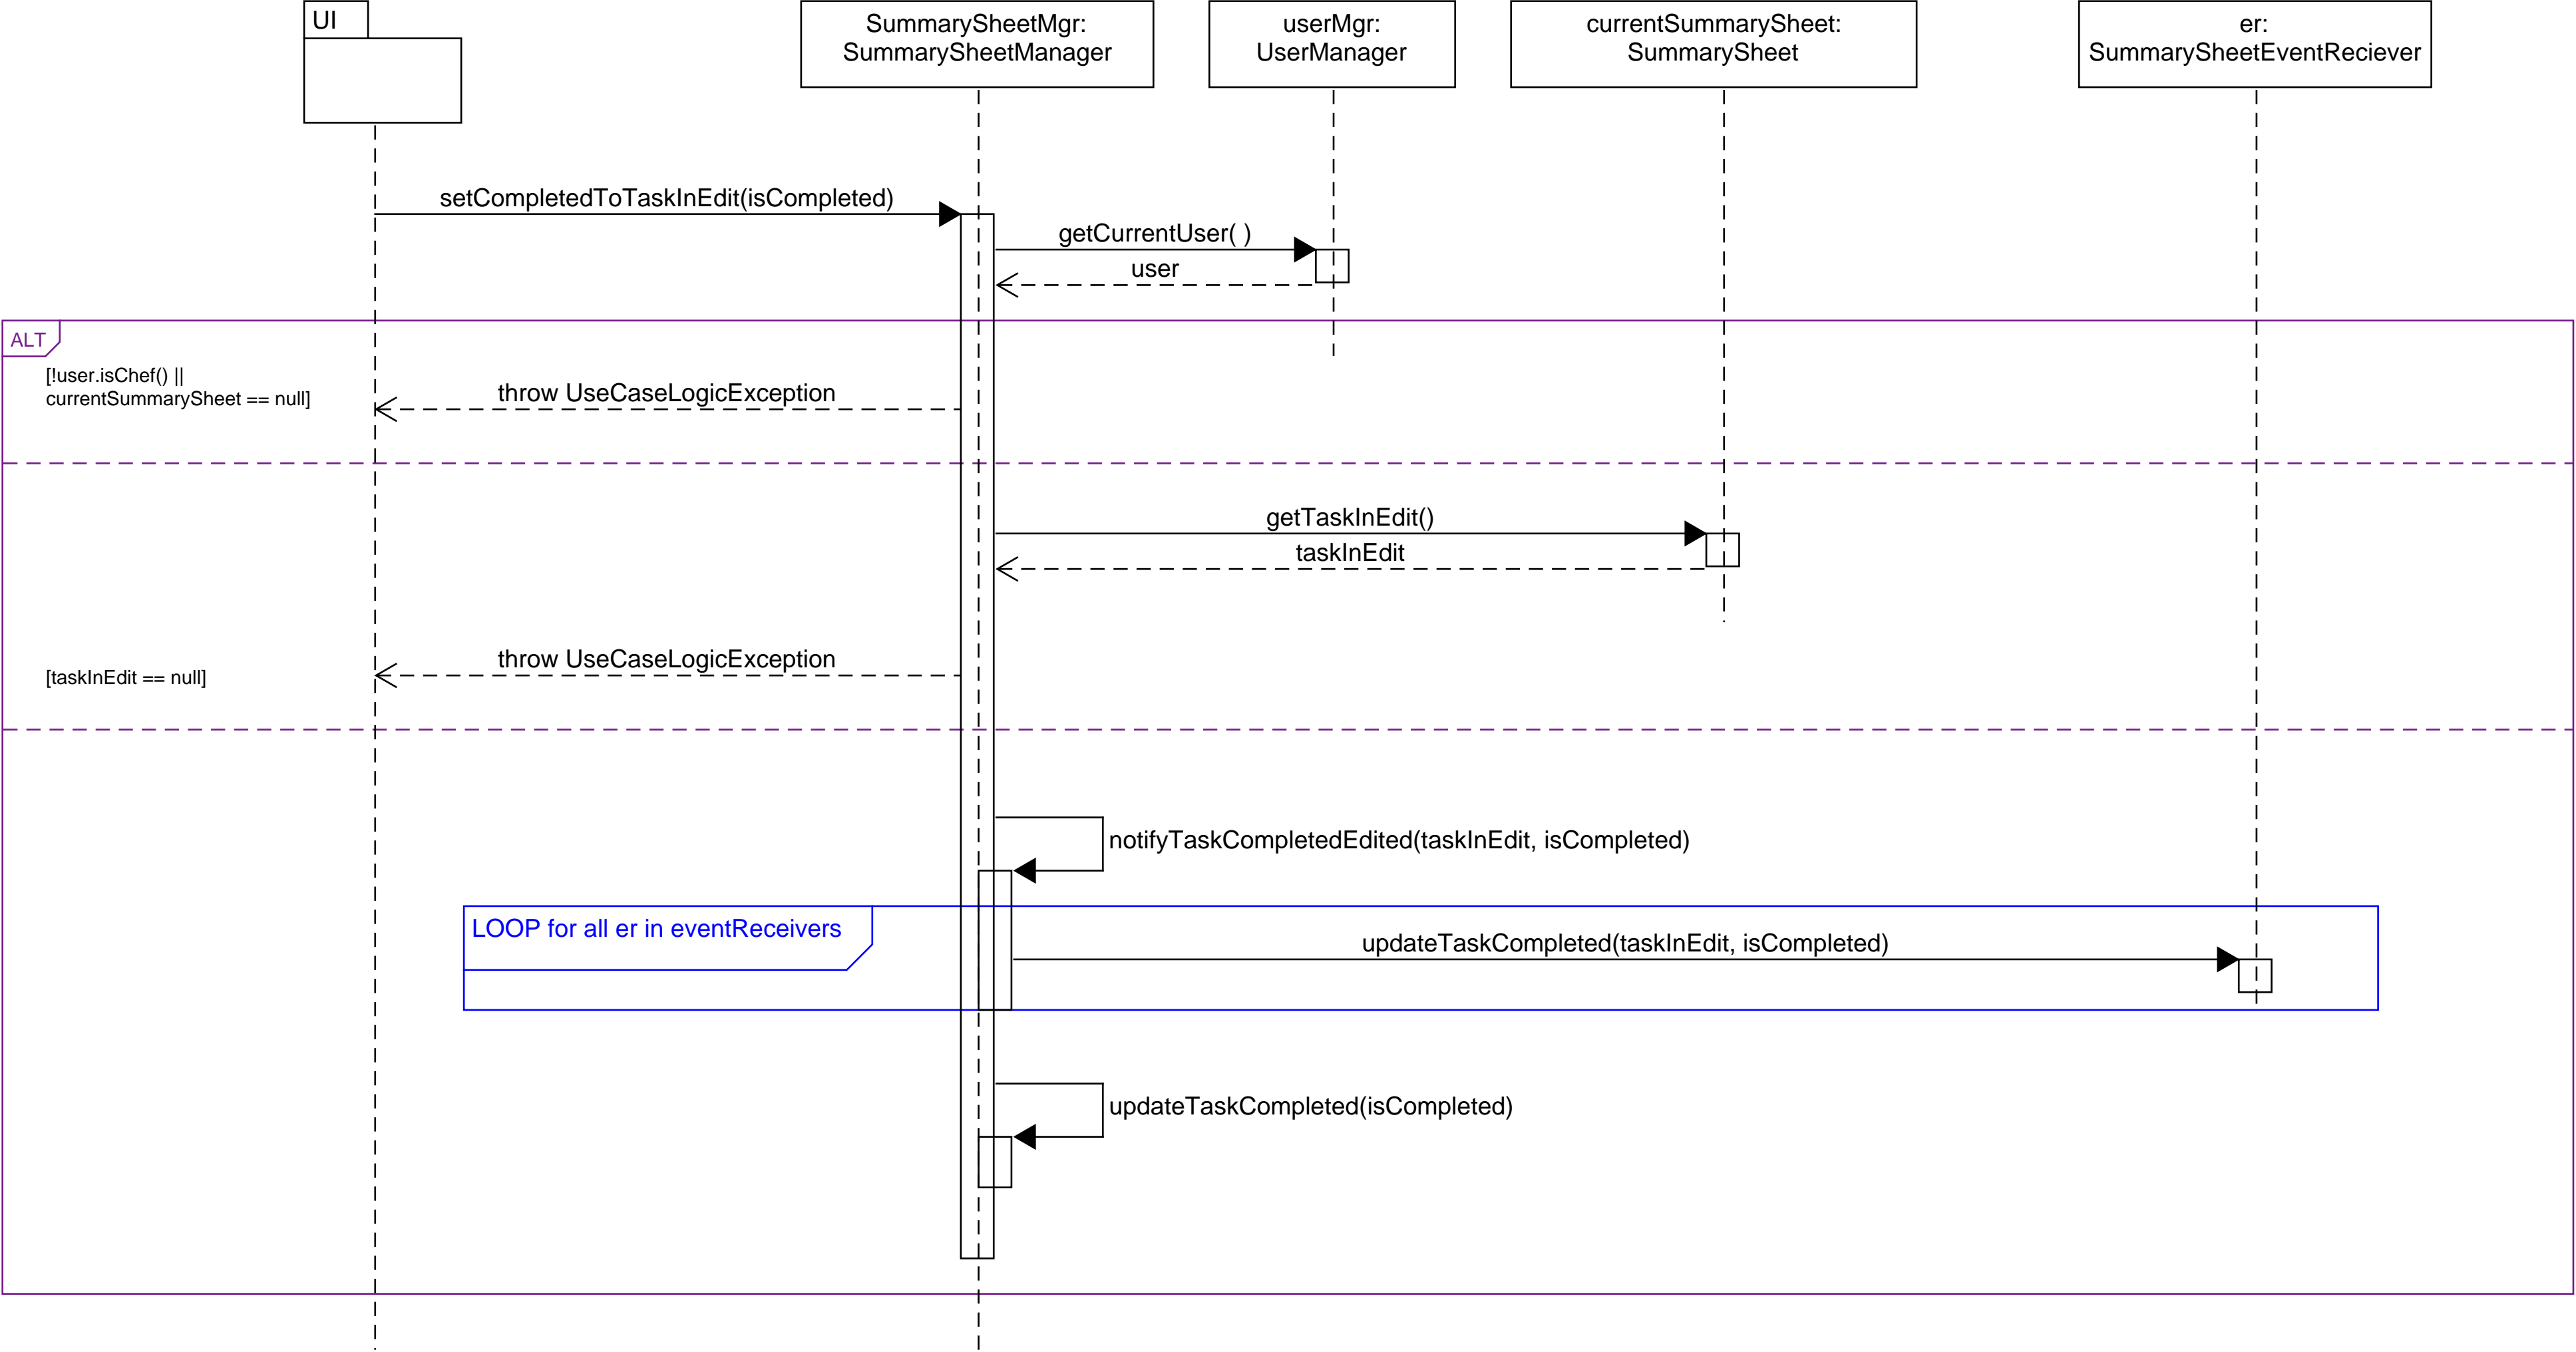 UI
SummarySheetMgr:
SummarySheetManager
userMgr:
UserManager
currentSummarySheet:
SummarySheet
er:
SummarySheetEventReciever
setCompletedToTaskInEdit(isCompleted)
getCurrentUser( )
user
ALT
[!user.isChef() ||
currentSummarySheet == null]
throw UseCaseLogicException
getTaskInEdit()
taskInEdit
throw UseCaseLogicException
[taskInEdit == null]
notifyTaskCompletedEdited(taskInEdit, isCompleted)
LOOP for all er in eventReceivers
updateTaskCompleted(taskInEdit, isCompleted)
updateTaskCompleted(isCompleted)